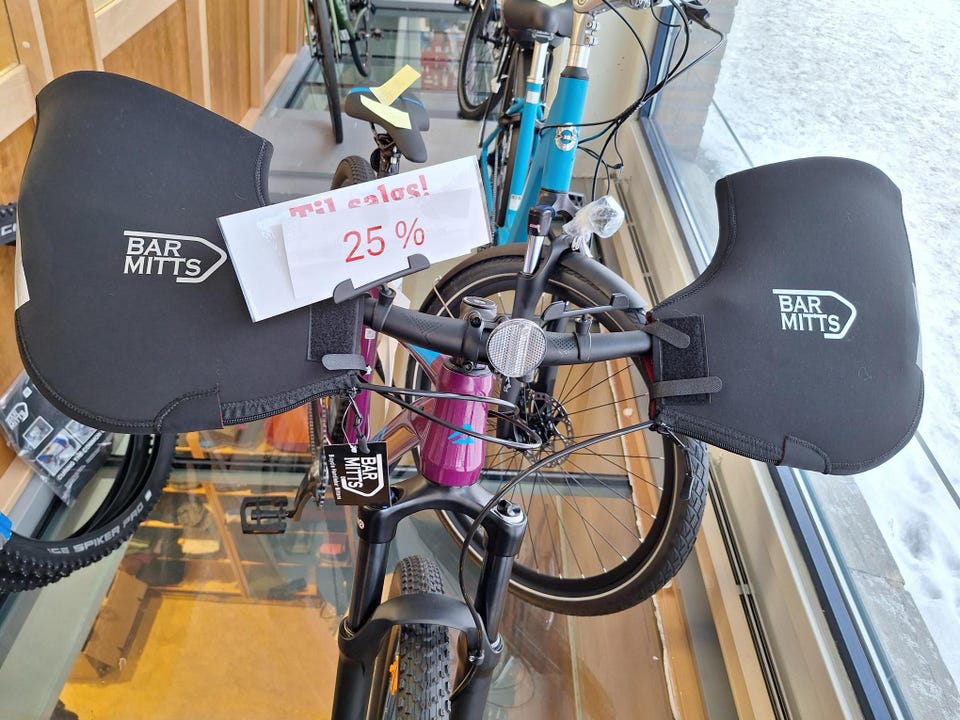 BAR
MITTS
Til salgs!
25 %
BAR
MITTS
BAR
MITTS
ICE SPIKER PRO